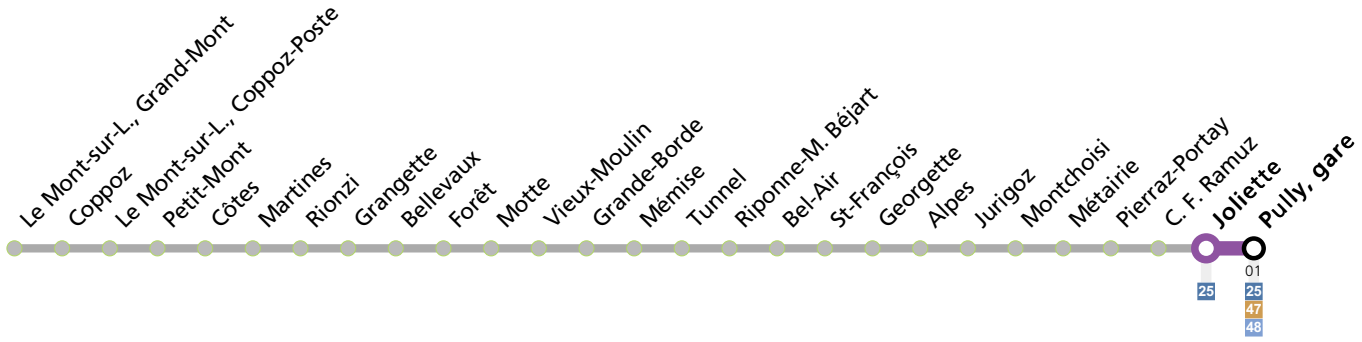 Le Mont-sur-L., Grand-Mont
Coppoz
Le Mont-sur-L., Coppoz-Poste
Petit-Mont
Côtes
Martines
Rionzi
Grangette
Bellevaux
Forêt
Motte
Vieux-Moulin
Grande-Borde
Mémise
Tunnel
Riponne-M. Béjart
Bel-Air
St-François
Georgette
Alpes
Jurigoz
Montchoisi
Métairie
Pierraz-Portay
C. F. Ramuz
Joliette
Pully, gare
01
25
25
47
48